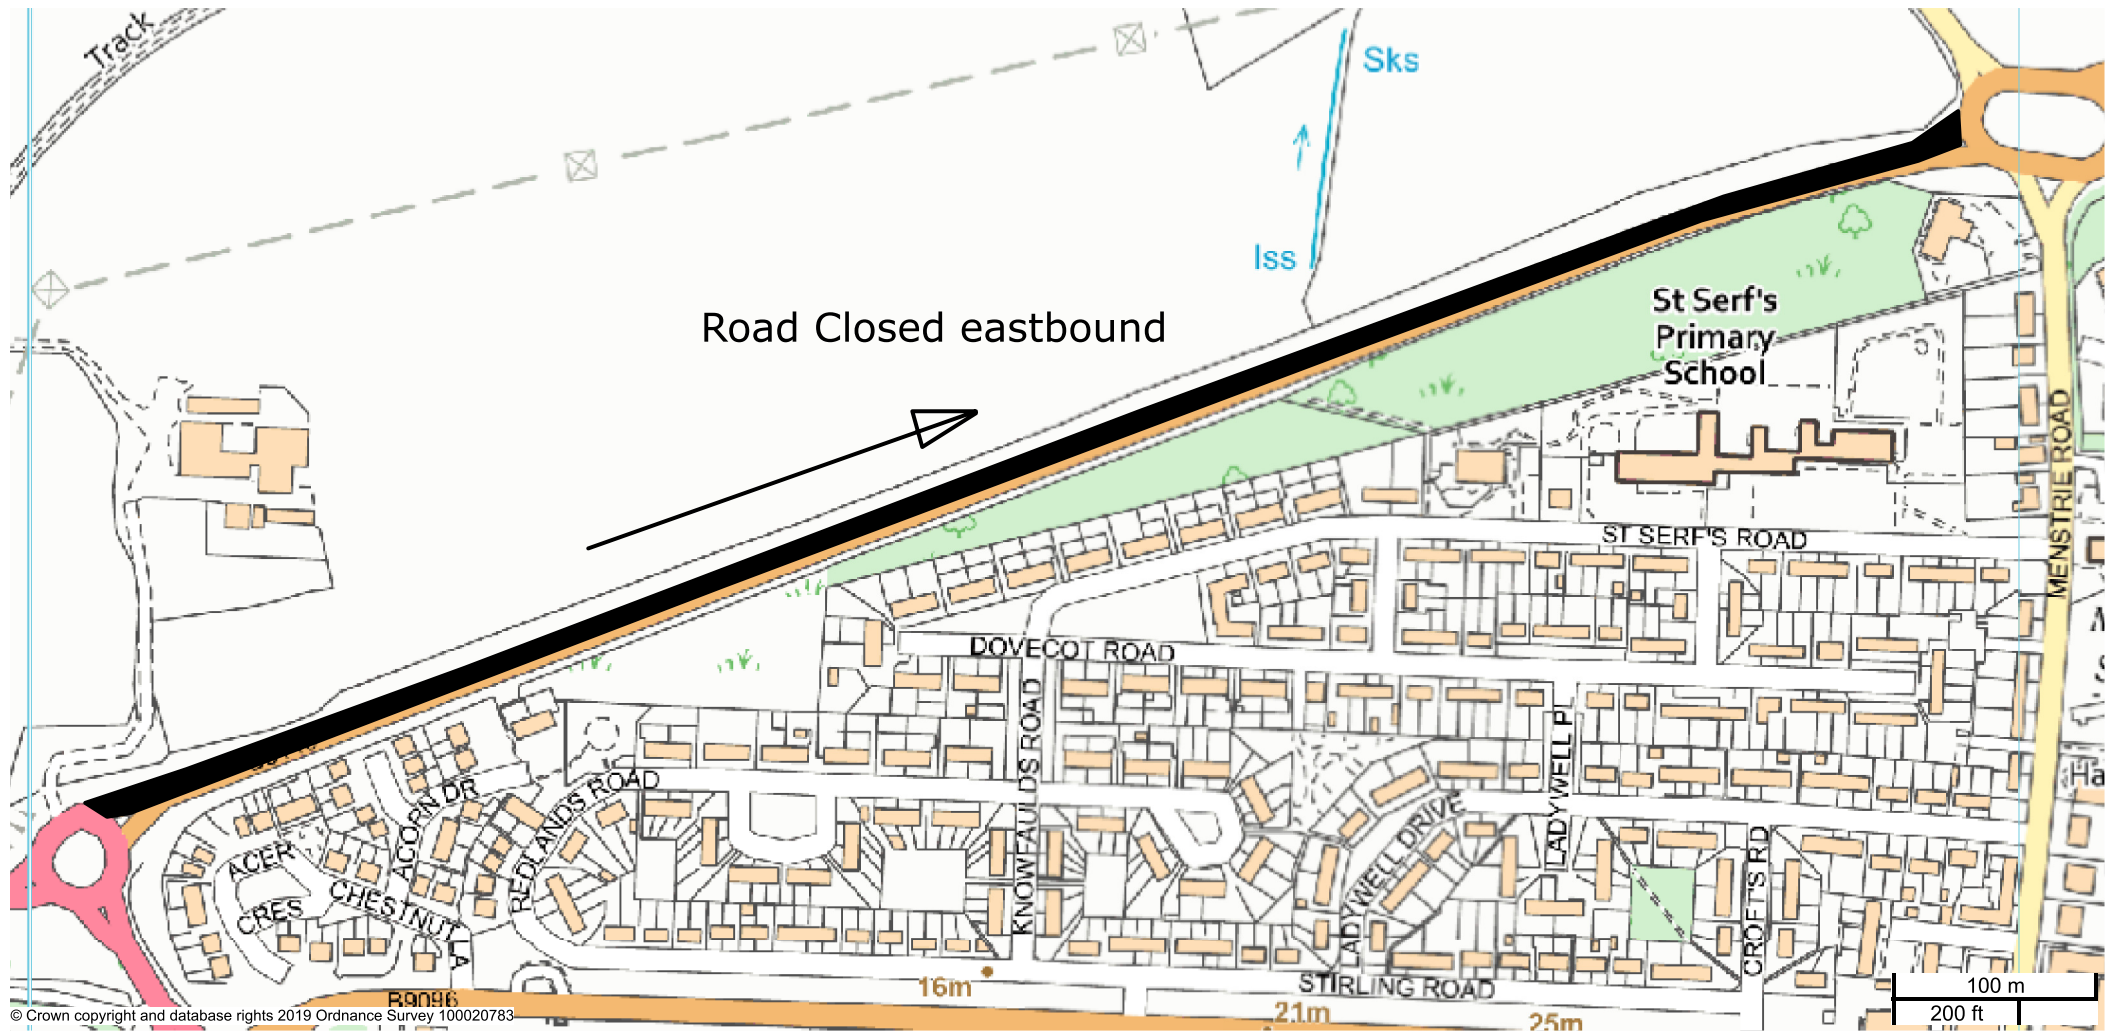 Track
Sks
Iss
Road Closed eastbound
St Serf's
Primary
School
ST SERF'S ROAD
MENSTRIE ROAD
DOVECOT ROAD
KNOWEFAULDS ROAD
LADYWELL PL
REDLANDS ROAD
ACORN DR
ACER
CRES
CHESTNUT LA
LADYWELL DRIVE
CROFTS RD
Ha
STIRLING ROAD
16m
21m
25m
B9096
100 m
200 ft
© Crown copyright and database rights 2019 Ordnance Survey 100020783